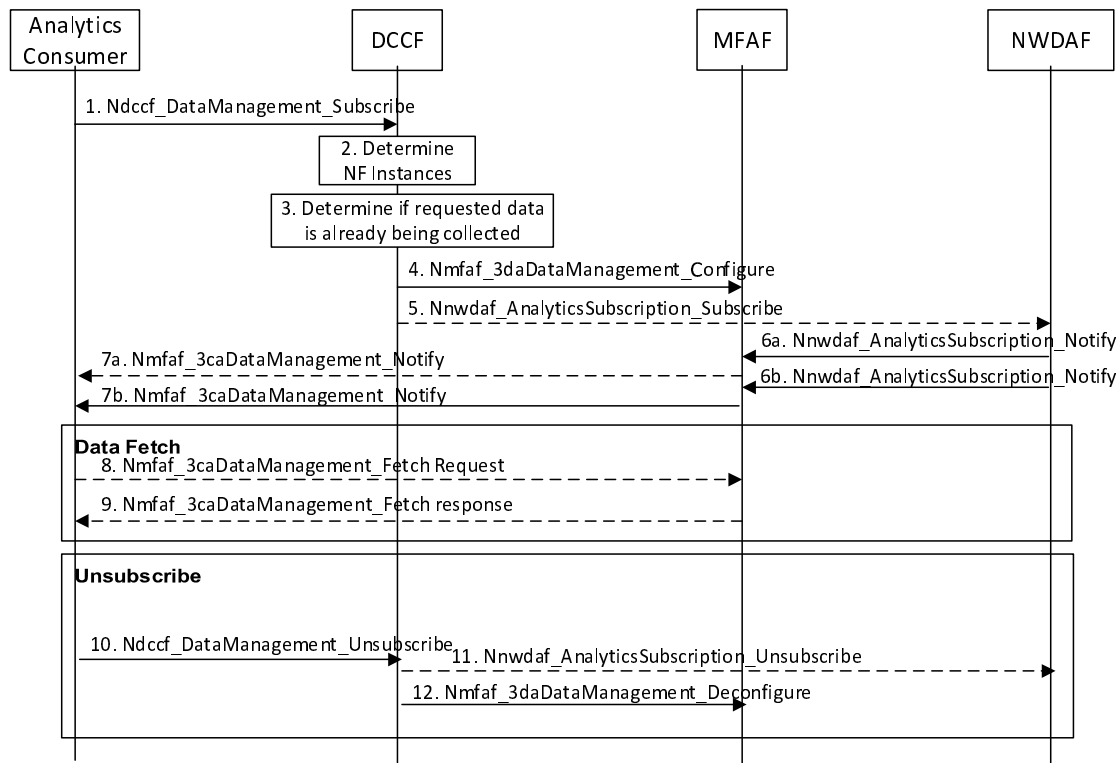 Analytics
Consumer
DCCF
MFAF
NWDAF
1. Ndccf_DataManagement_Subscribe
2. Determine
NF Instances
3. Determine if requested data
is already being collected
4. Nmfaf_3daDataManagement_Configure
5. Nnwdaf_AnalyticsSubscription_Subscribe
6a. Nnwdaf_AnalyticsSubscription_Notify
7a. Nmfaf_3caDataManagement_Notify
6b. Nnwdaf_AnalyticsSubscription_Notify
7b. Nmfaf_3caDataManagement_Notify
Data Fetch
8. Nmfaf_3caDataManagement_Fetch Request
9. Nmfaf_3caDataManagement_Fetch response
Unsubscribe
10. Ndccf_DataManagement_Unsubscribe
11. Nnwdaf_AnalyticsSubscription_Unsubscribe
12. Nmfaf_3daDataManagement_Deconfigure